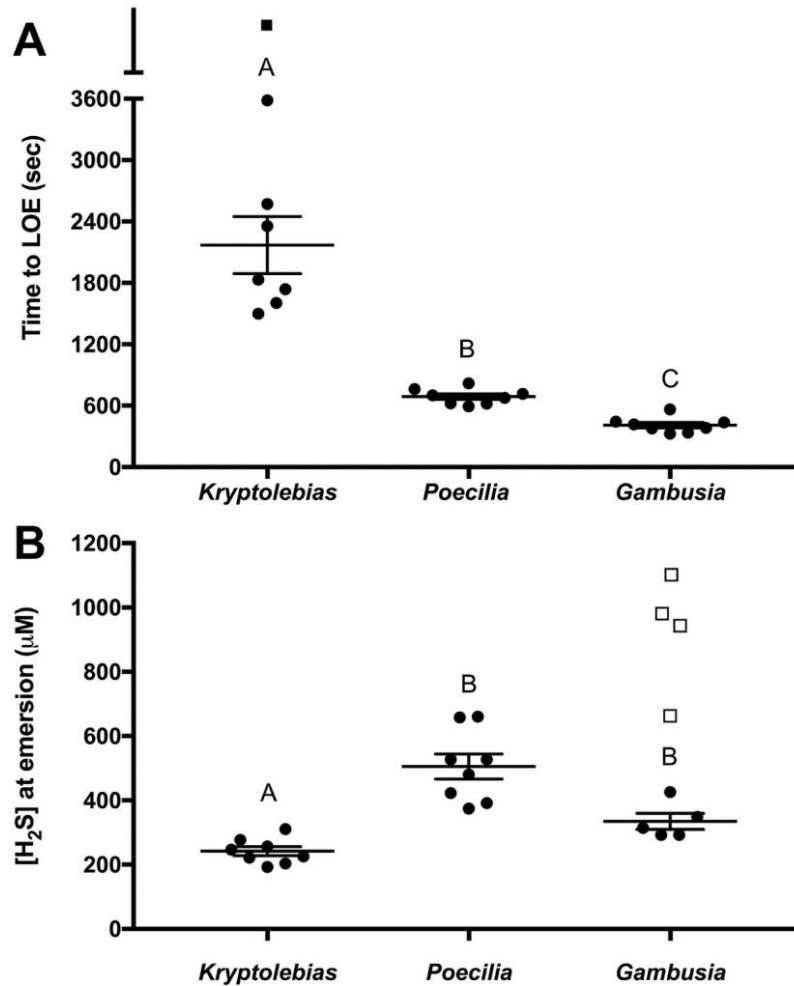 A
A
3600
3000
2400
1800
1200
600
0
Time to LOE (sec)
B
C
Kryptolebias Poecilia Gambusia
B
1200
1000
800
600
400
200
0
[H₂S] at emersion (μM)
A
B
B
Kryptolebias Poecilia Gambusia